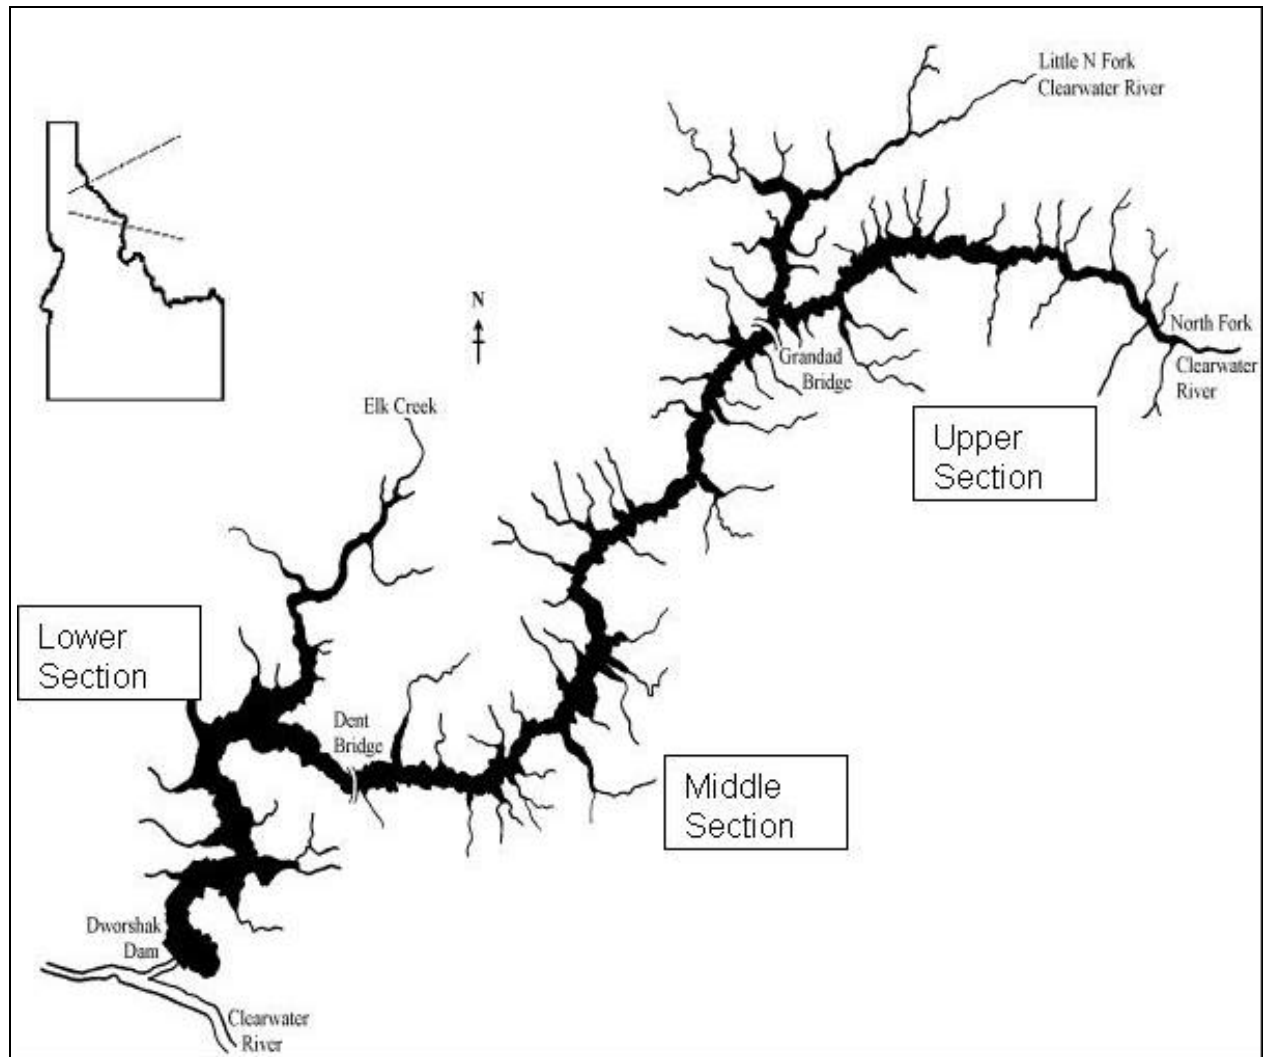 Little N Fork
Clearwater River
N
North Fork
Clearwater
River
Grandad
Bridge
Elk Creek
Upper
Section
Lower
Section
Dent
Bridge
Middle
Section
Dworshak
Dam
Clearwater
River